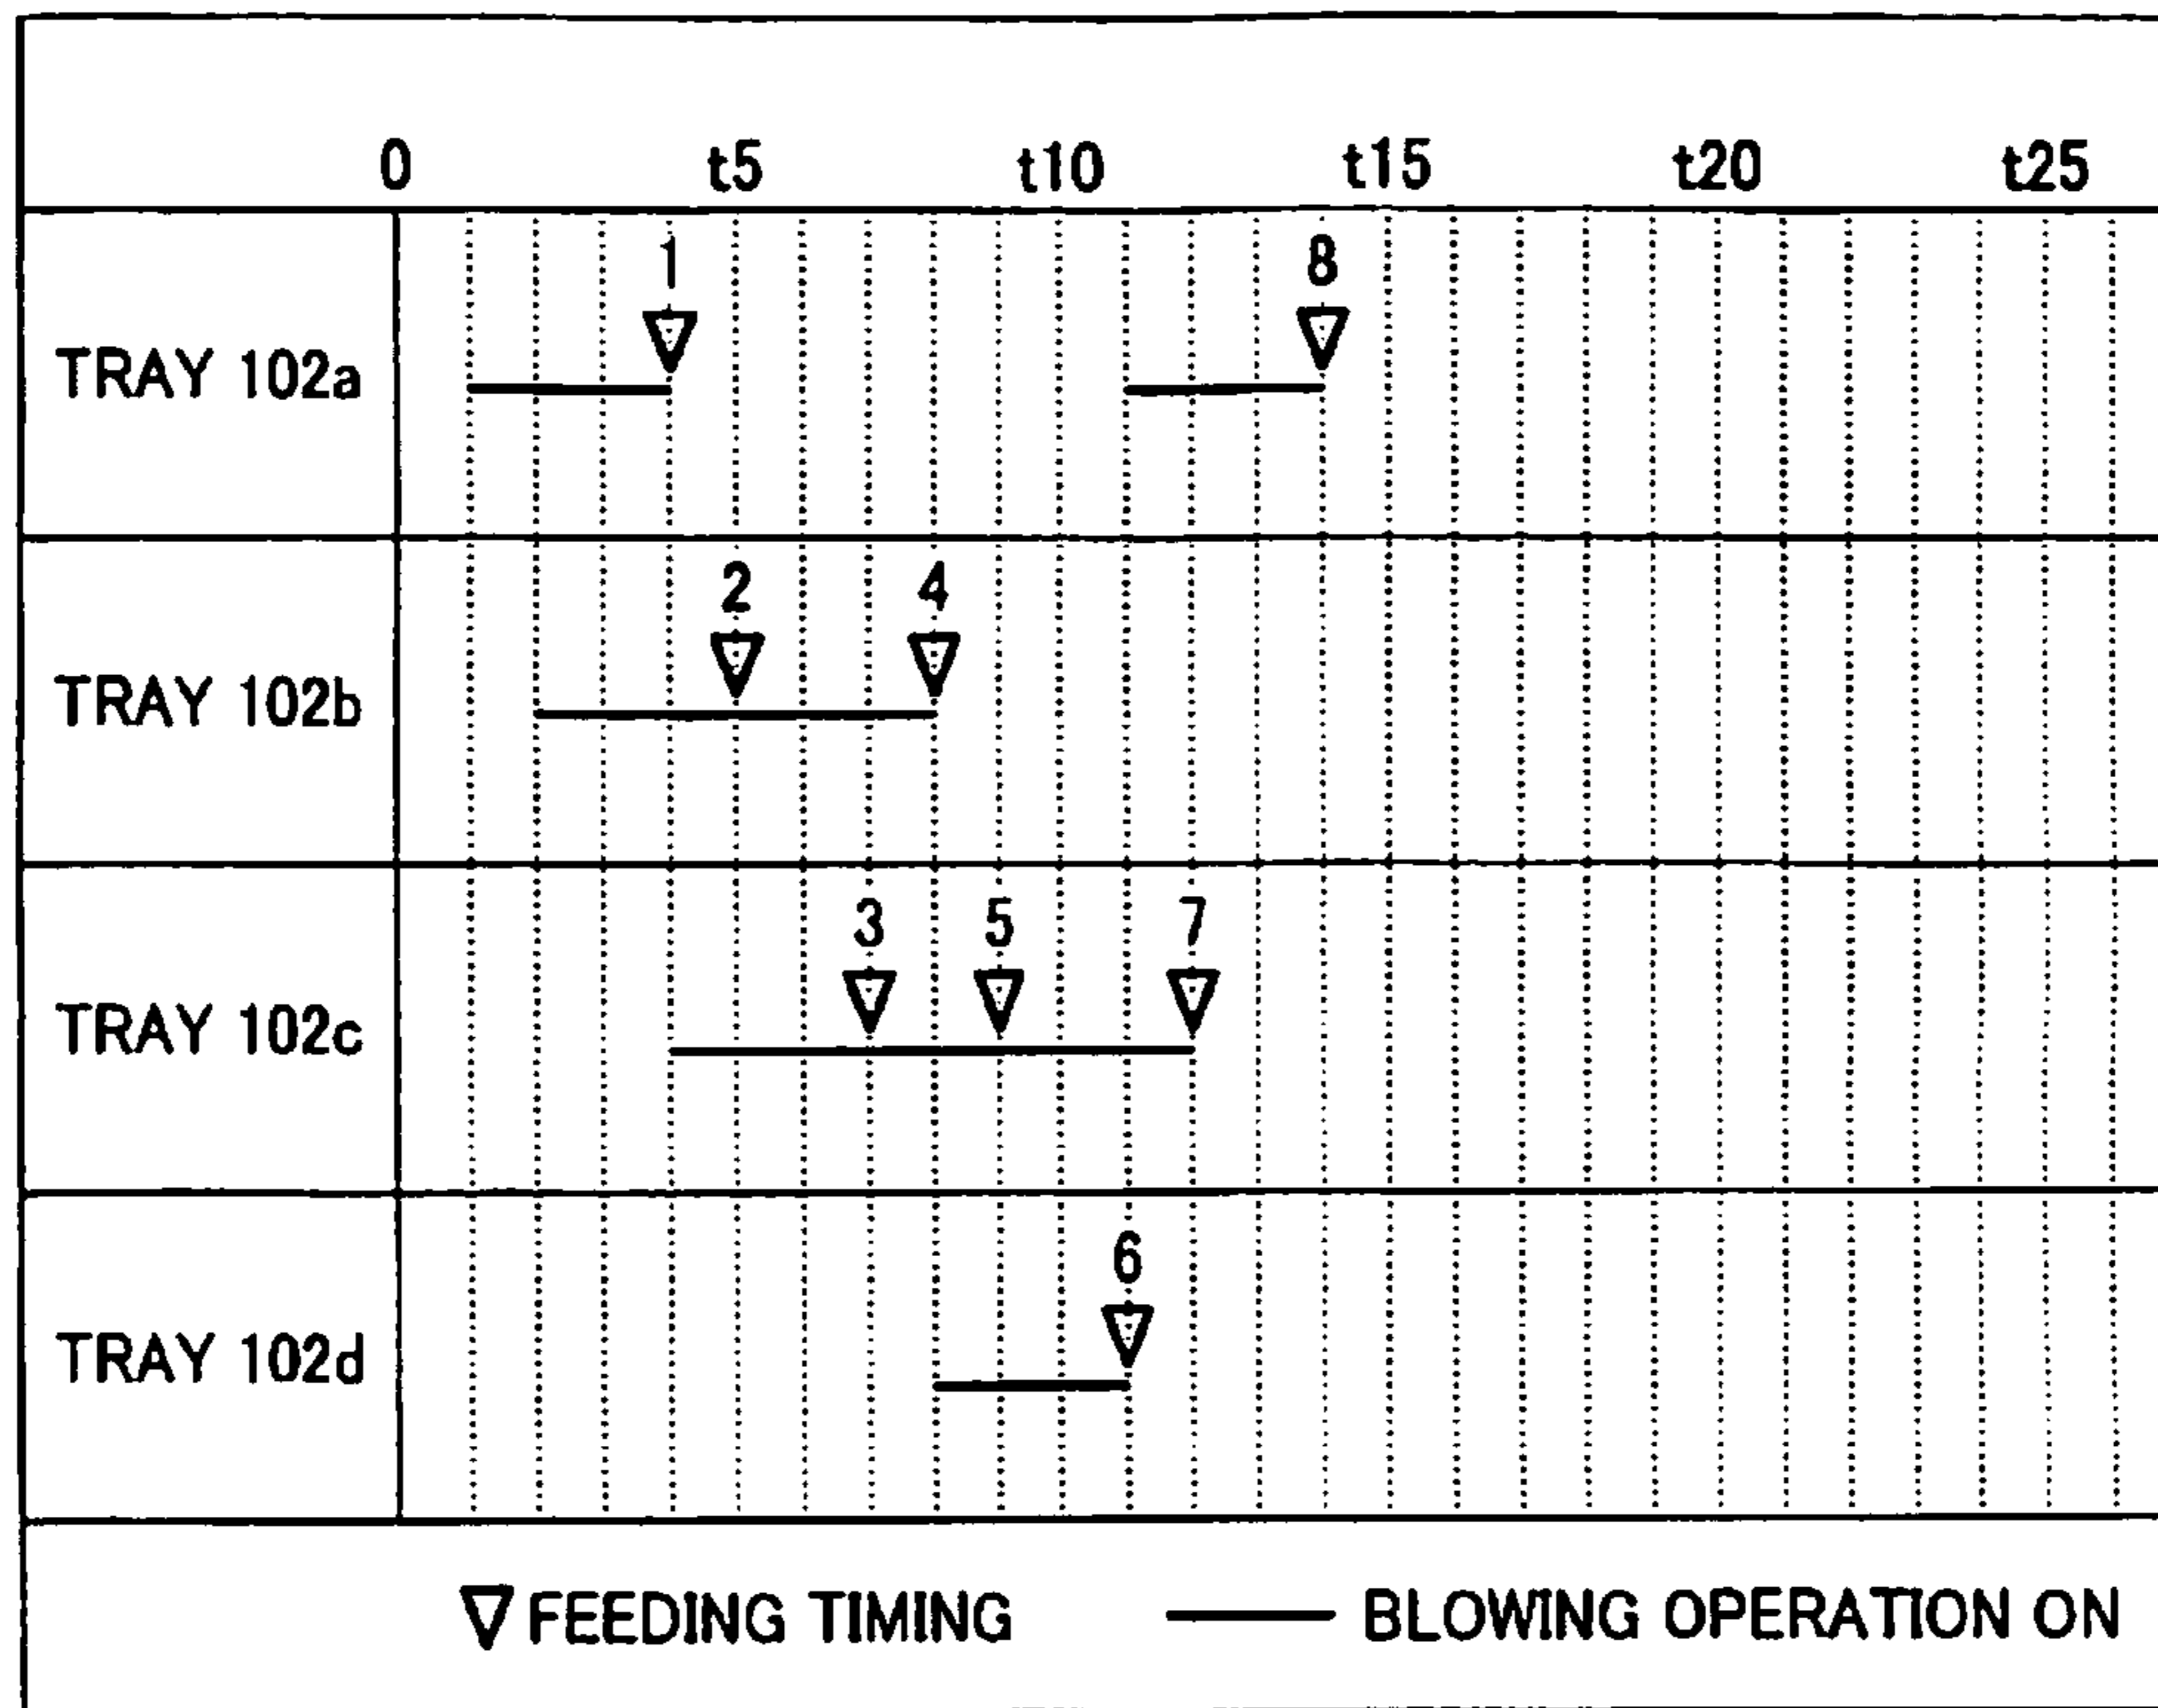 0 t5 t10 t15 t20 t25
1 8
TRAY 102a
2 4
TRAY 102b
3 5 7
TRAY 102c
6
TRAY 102d
FEEDING TIMING BLOWING OPERATION ON